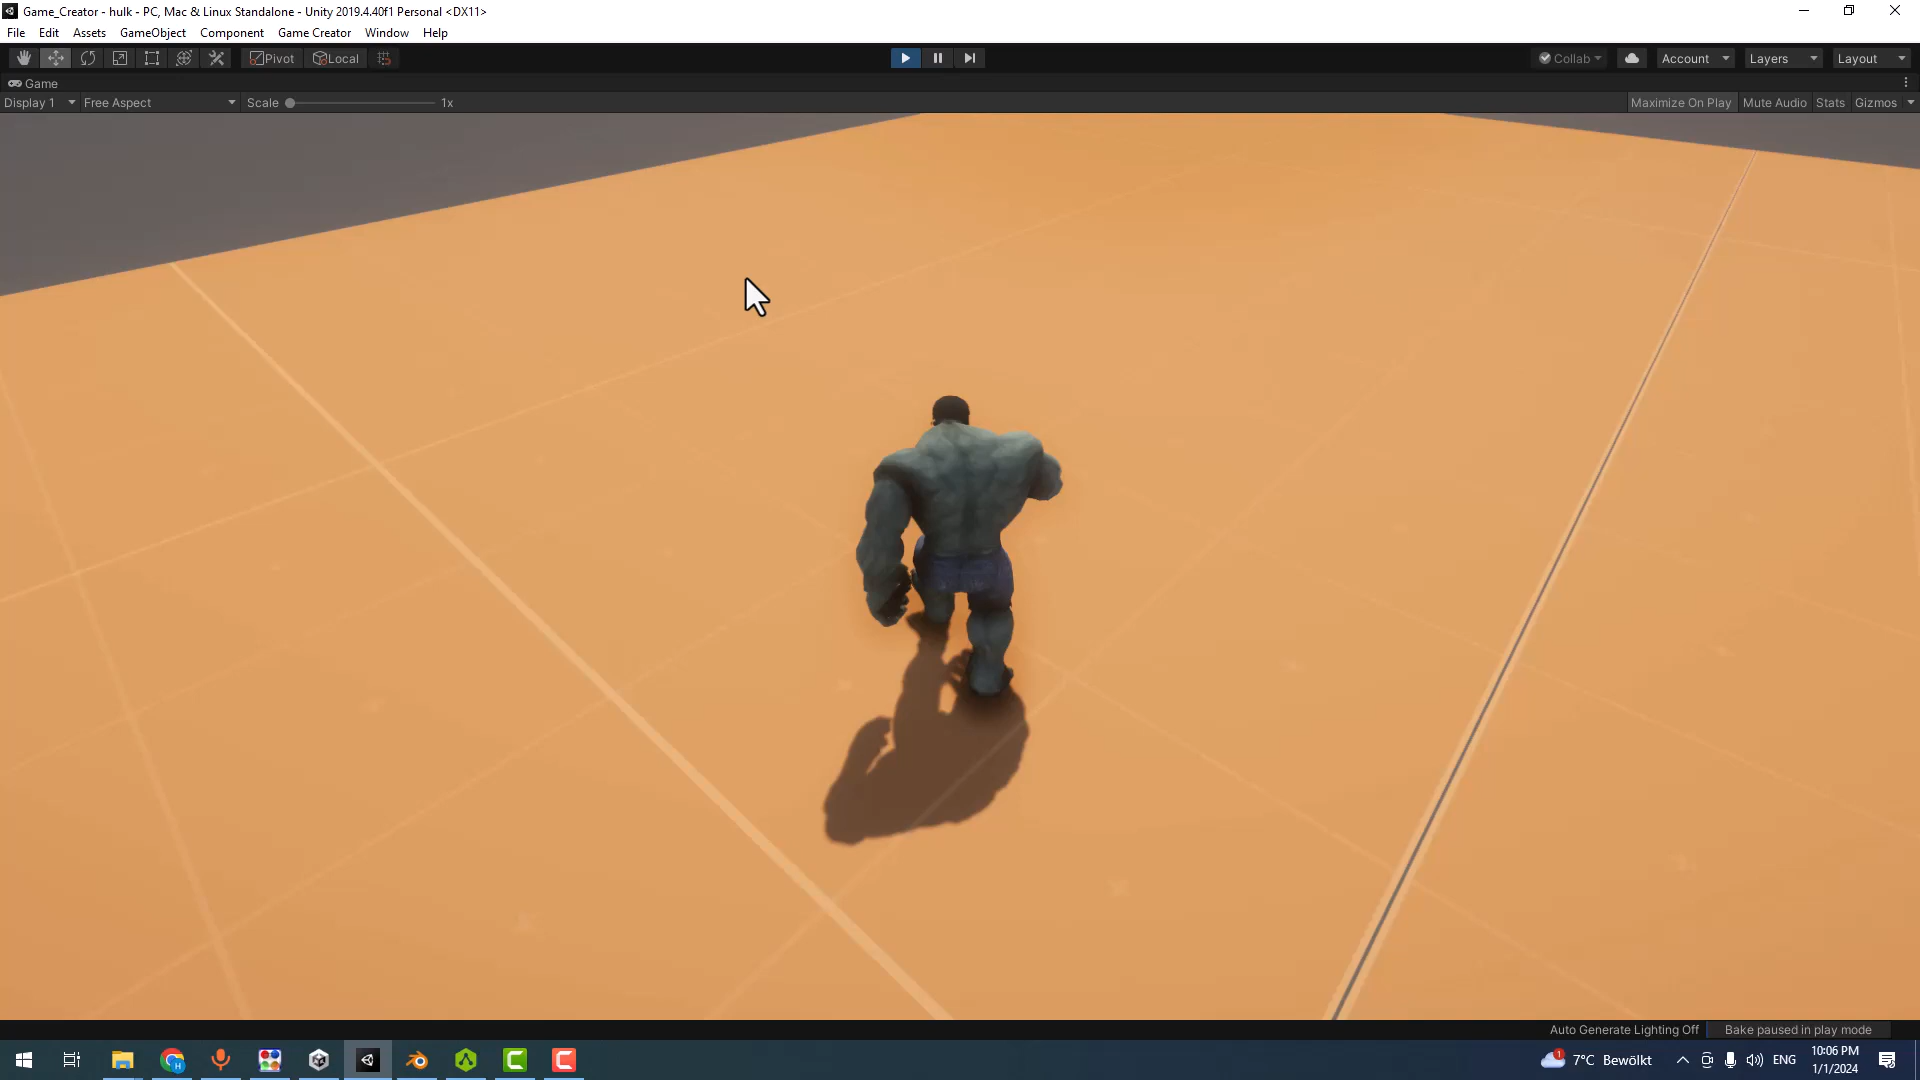 Game_Creator - hulk - PC, Mac & Linux Standalone - Unity 2019.4.40f1 Personal <DX11>
File Edit Assets GameObject Component Game Creator Window Help
Pivot Local Collab Account Layers Layout
Game
Display 1 Free Aspect Scale 1x Maximize On Play Mute Audio Stats Gizmos
Auto Generate Lighting Off Bake paused in play mode
1 7°C Bewölkt ENG 10:06 PM
1/1/2024